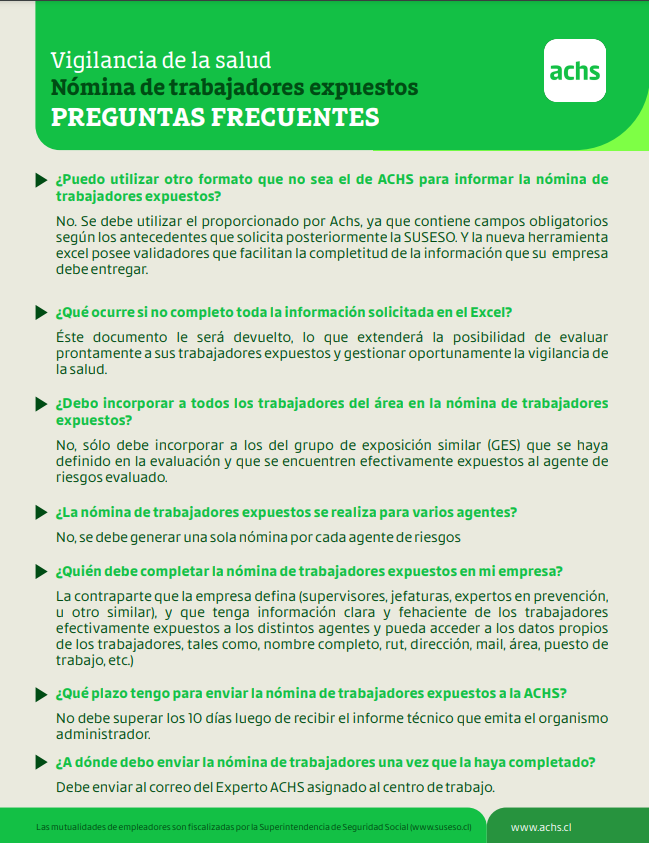 Vigilancia de la salud
Nómina de trabajadores expuestos
PREGUNTAS FRECUENTES
achs
¿Puedo utilizar otro formato que no sea el de ACHS para informar la nómina de
trabajadores expuestos?
No. Se debe utilizar el proporcionado por Achs, ya que contiene campos obligatorios
según los antecedentes que solicita posteriormente la SUSESO. Y la nueva herramienta
excel posee validadores que facilitan la completitud de la información que su empresa
debe entregar.
¿Qué ocurre si no completo toda la información solicitada en el Excel?
Éste documento le será devuelto, lo que extenderá la posibilidad de evaluar
prontamente a sus trabajadores expuestos y gestionar oportunamente la vigilancia de
la salud.
¿Debo incorporar a todos los trabajadores del área en la nómina de trabajadores
expuestos?
No, sólo debe incorporar a los del grupo de exposición similar (GES) que se haya
definido en la evaluación y que se encuentren efectivamente expuestos al agente de
riesgos evaluado.
¿La nómina de trabajadores expuestos se realiza para varios agentes?
No, se debe generar una sola nómina por cada agente de riesgos
¿Quién debe completar la nómina de trabajadores expuestos en mi empresa?
La contraparte que la empresa defina (supervisores, jefaturas, expertos en prevención,
u otro similar), y que tenga información clara y fehaciente de los trabajadores
efectivamente expuestos a los distintos agentes y pueda acceder a los datos propios
de los trabajadores, tales como, nombre completo, rut, dirección, mail, área, puesto de
trabajo, etc.)
¿Qué plazo tengo para enviar la nómina de trabajadores expuestos a la ACHS?
No debe superar los 10 días luego de recibir el informe técnico que emita el organismo
administrador.
¿A dónde debo enviar la nómina de trabajadores una vez que la haya completado?
Debe enviar al correo del Experto ACHS asignado al centro de trabajo.
Las mutualidades de empleadores son fiscalizadas por la Superintendencia de Seguridad Social (www.suseso.cl)
www.achs.cl